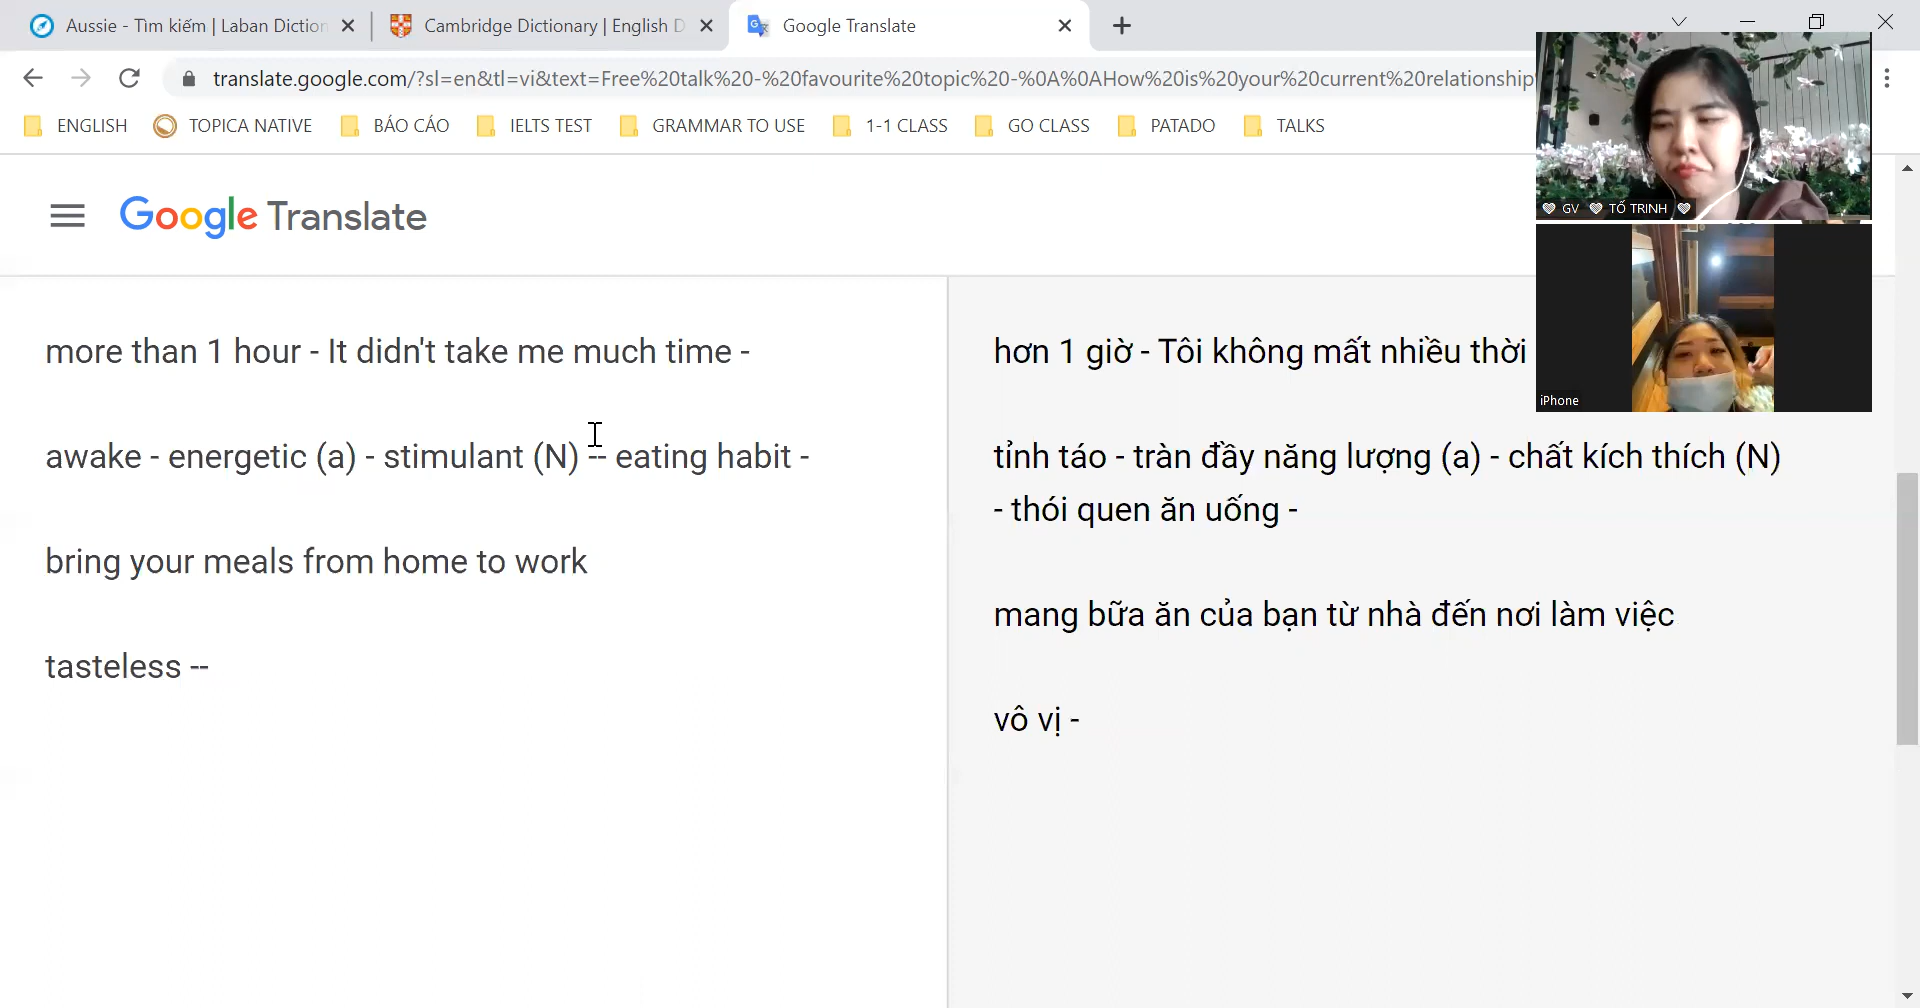 Aussie - Tìm kiếm | Laban Diction
Cambridge Dictionary | English D
Google Translate
translate.google.com/?sl=en&tl=vi&text=Free%20talk%20-%20favourite%20topic%20-%0A%0AHow%20is%20your%20current%20relationship
ENGLISH
TOPICA NATIVE
BÁO CÁO
IELTS TEST
GRAMMAR TO USE
1-1 CLASS
GO CLASS
PATADO
TALKS
GV TỐ TRINH
iPhone
Google Translate
more than 1 hour - It didn't take me much time -
awake - energetic (a) - stimulant (N) -- eating habit -
bring your meals from home to work
tasteless --
hơn 1 giờ - Tôi không mất nhiều thời
tỉnh táo - tràn đầy năng lượng (a) - chất kích thích (N)
- thói quen ăn uống -
mang bữa ăn của bạn từ nhà đến nơi làm việc
vô vị -